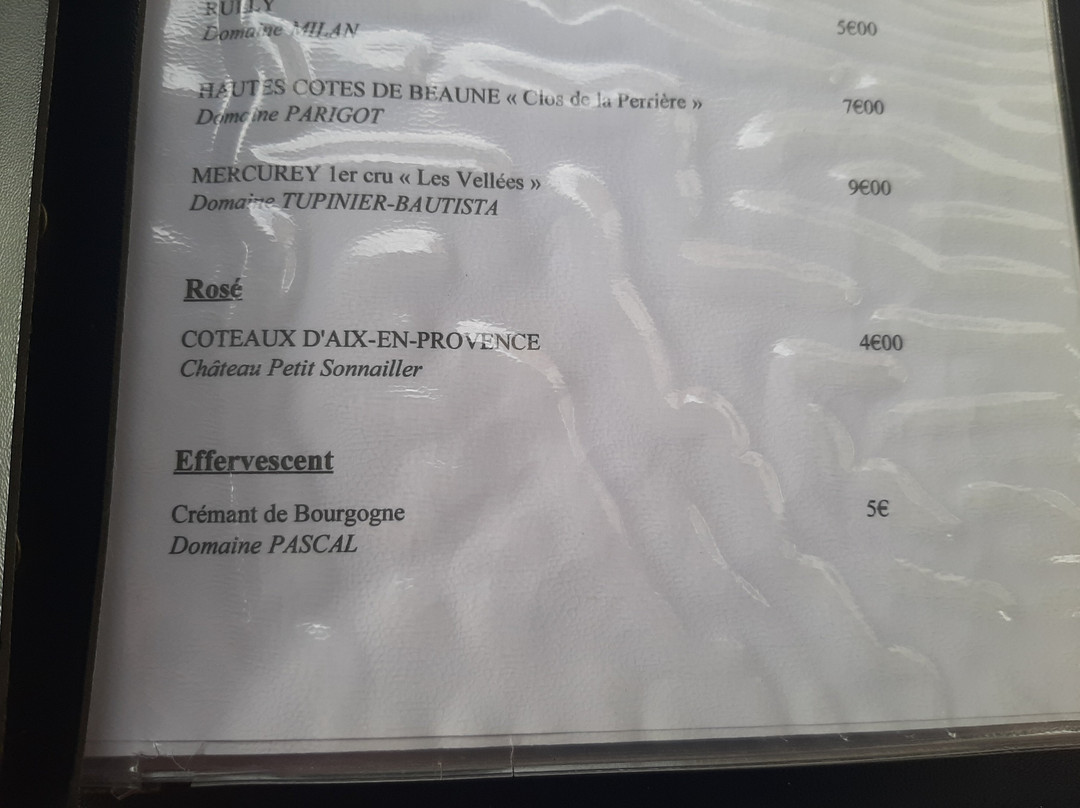 RULLY
Domaine MILAN 5€00
HAUTES COTES DE BEAUNE « Clos de la Perrière » 7€00
Domaine PARIGOT
MERCUREY 1er cru « Les Vellées » 9€00
Domaine TUPINIER-BAUTISTA
Rosé
COTEAUX D'AIX-EN-PROVENCE 4€00
Château Petit Sonnailler
Effervescent
Crémant de Bourgogne 5€
Domaine PASCAL